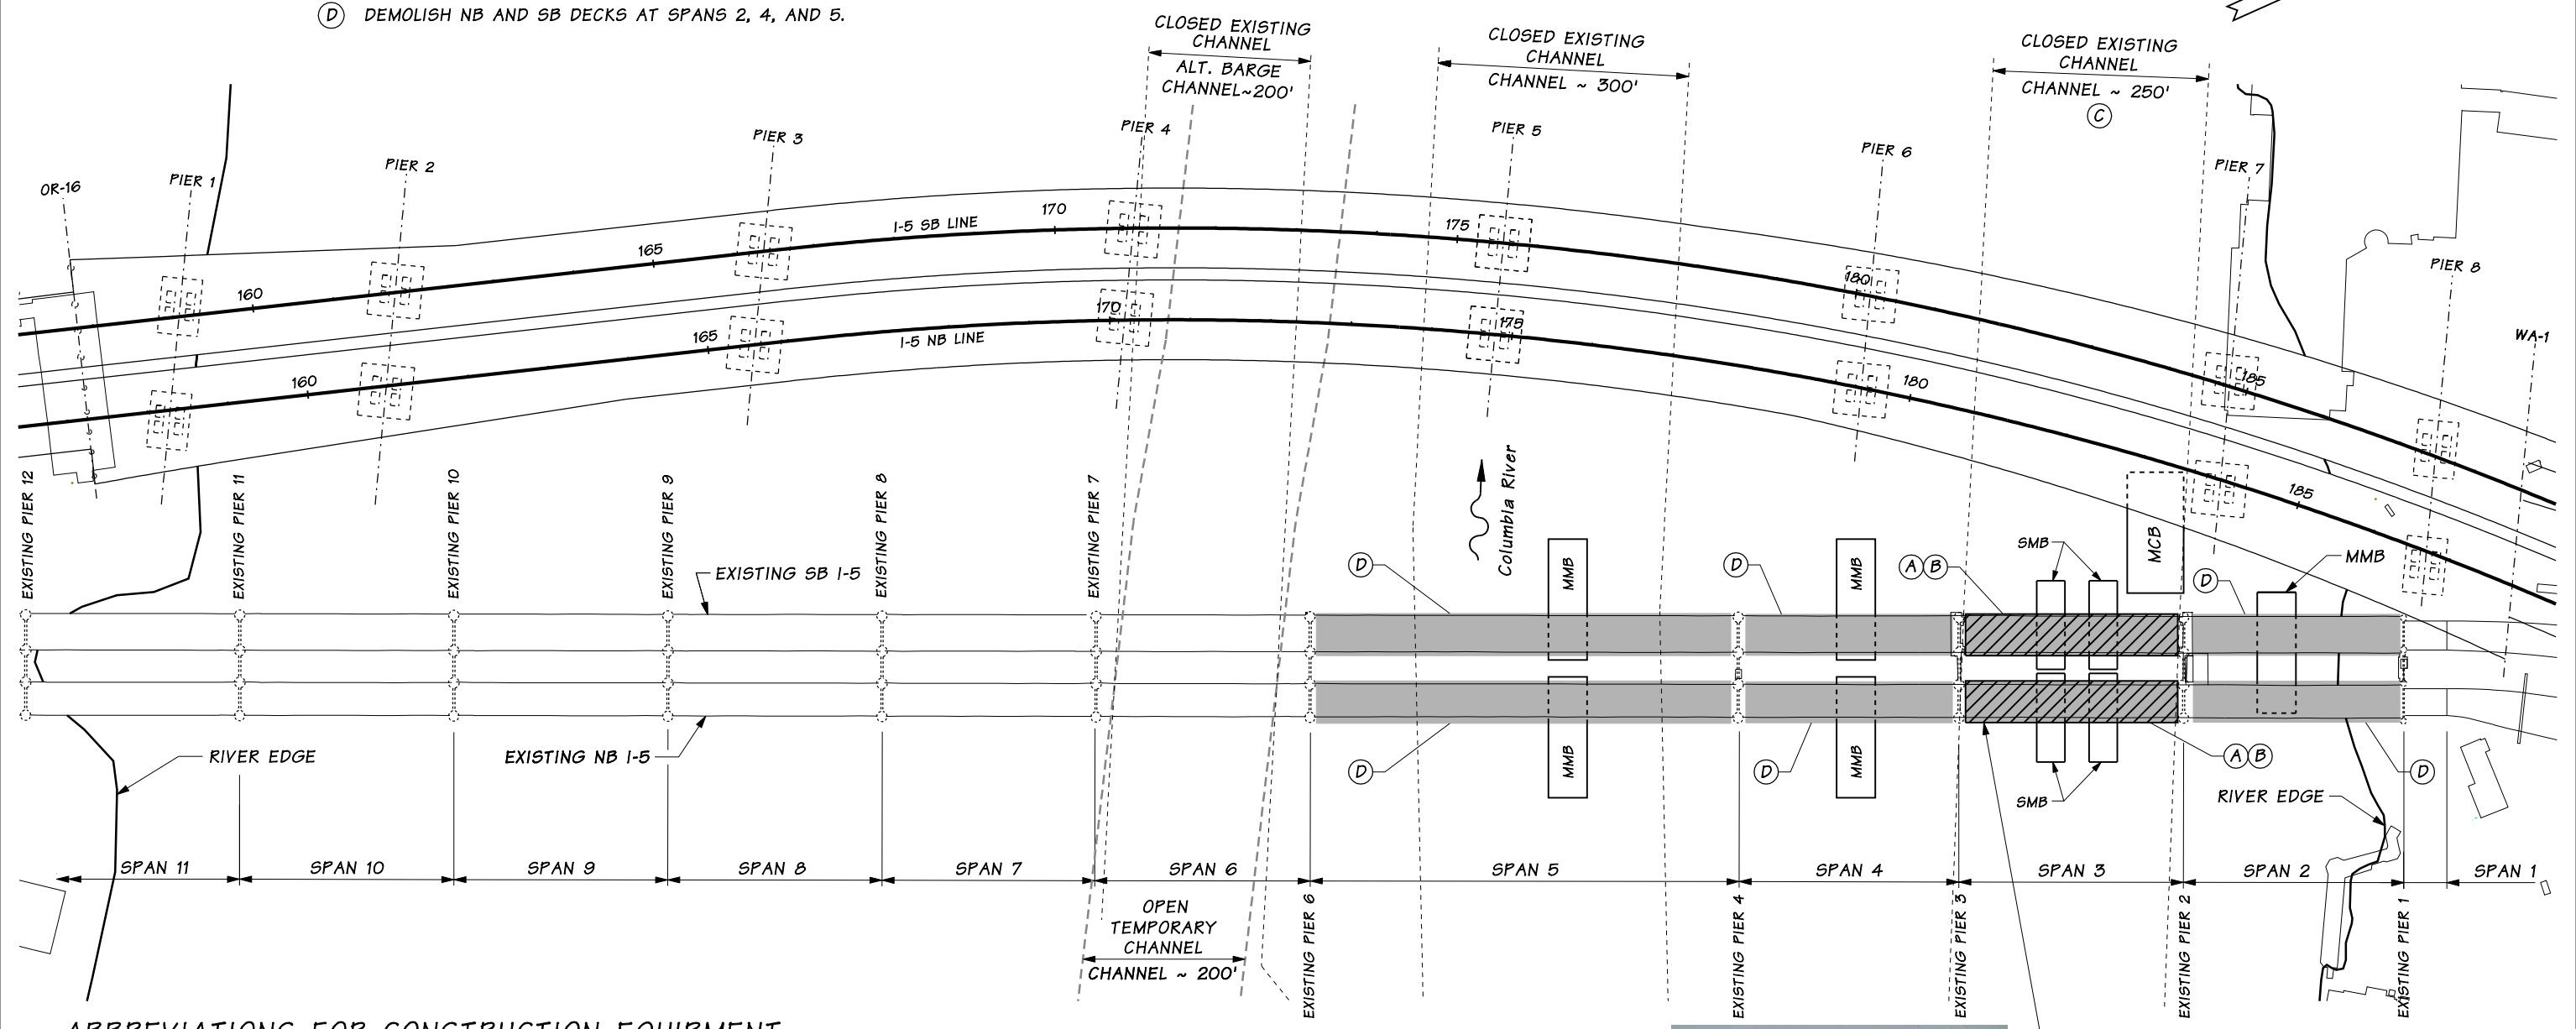 D DEMOLISH NB AND SB DECKS AT SPANS 2, 4, AND 5.
CLOSED EXISTING
CHANNEL
ALT. BARGE
CHANNEL~200'
CLOSED EXISTING
CHANNEL
CHANNEL ~ 300'
CLOSED EXISTING
CHANNEL
CHANNEL ~ 250'
C
OR-16
PIER 1
PIER 2
PIER 3
PIER 4
PIER 5
PIER 6
PIER 7
PIER 8
WA-1
160
165
I-5 SB LINE
170
175
180
185
160
165
I-5 NB LINE
170
175
180
185
EXISTING PIER 12
EXISTING PIER 11
EXISTING PIER 10
EXISTING PIER 9
EXISTING PIER 8
EXISTING PIER 7
Columbia River
EXISTING SB I-5
D
MMB
D
MMB
A B
SMB
MCB
D
MMB
RIVER EDGE
EXISTING NB I-5
D
MMB
D
MMB
SMB
A B
D
RIVER EDGE
SPAN 11
SPAN 10
SPAN 9
SPAN 8
SPAN 7
SPAN 6
SPAN 5
SPAN 4
SPAN 3
SPAN 2
SPAN 1
OPEN
TEMPORARY
CHANNEL
CHANNEL ~ 200'
EXISTING PIER 6
EXISTING PIER 4
EXISTING PIER 3
EXISTING PIER 2
EXISTING PIER 1
ABBREVIATIONS FOR CONSTRUCTION EQUIPMENT